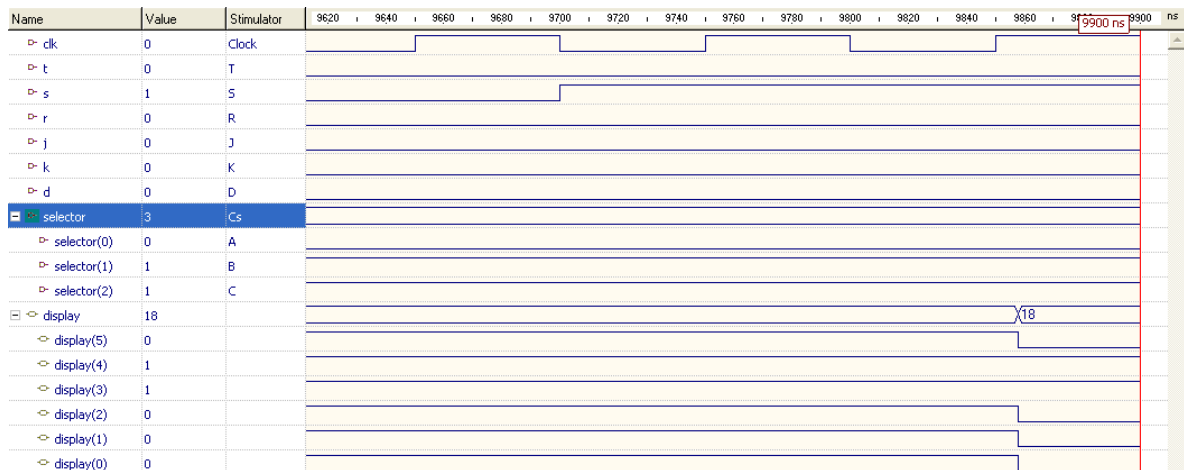 Name Value Stimulator 9620 9640 9660 9680 9700 9720 9740 9760 9780 9800 9820 9840 9860 9900 ns
9900 ns
clk 0 Clock
t 0 T
s 1 S
r 0 R
j 0 J
k 0 K
d 0 D
selector 3 Cs
selector(0) 0 A
selector(1) 1 B
selector(2) 1 C
display 18 18
display(5) 0
display(4) 1
display(3) 1
display(2) 0
display(1) 0
display(0) 0